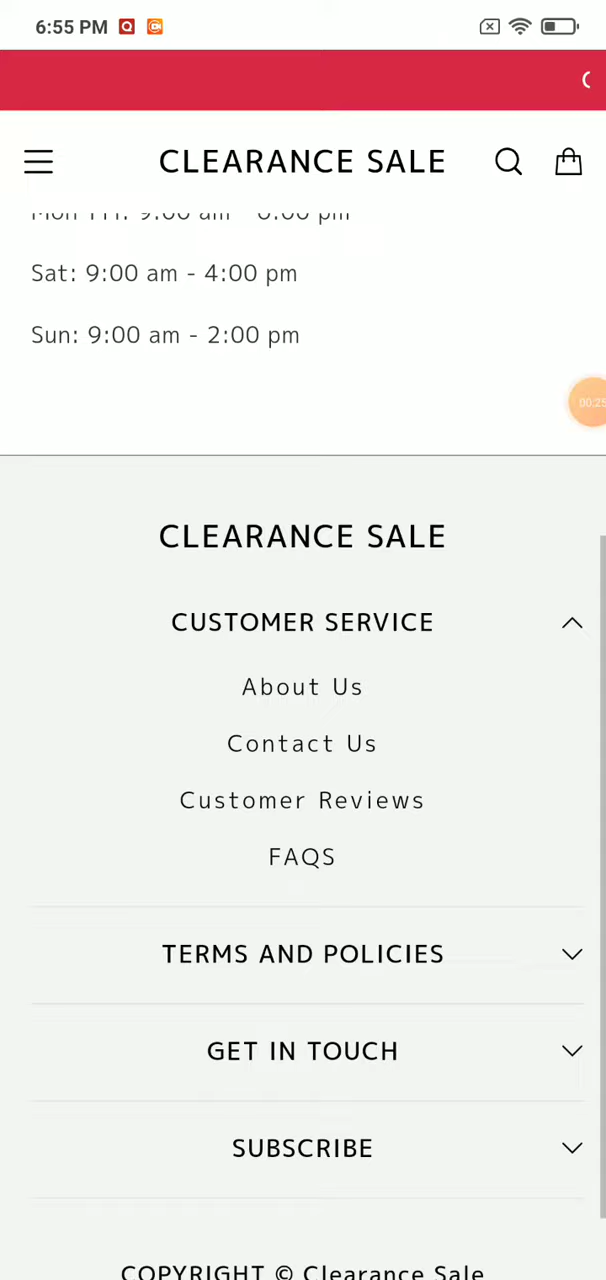 6:55 PM
CLEARANCE SALE
Sat: 9:00 am - 4:00 pm
Sun: 9:00 am - 2:00 pm
00:25
CLEARANCE SALE
CUSTOMER SERVICE
About Us
Contact Us
Customer Reviews
FAQS
TERMS AND POLICIES
GET IN TOUCH
SUBSCRIBE
COPYRIGHT © Clearance Sale